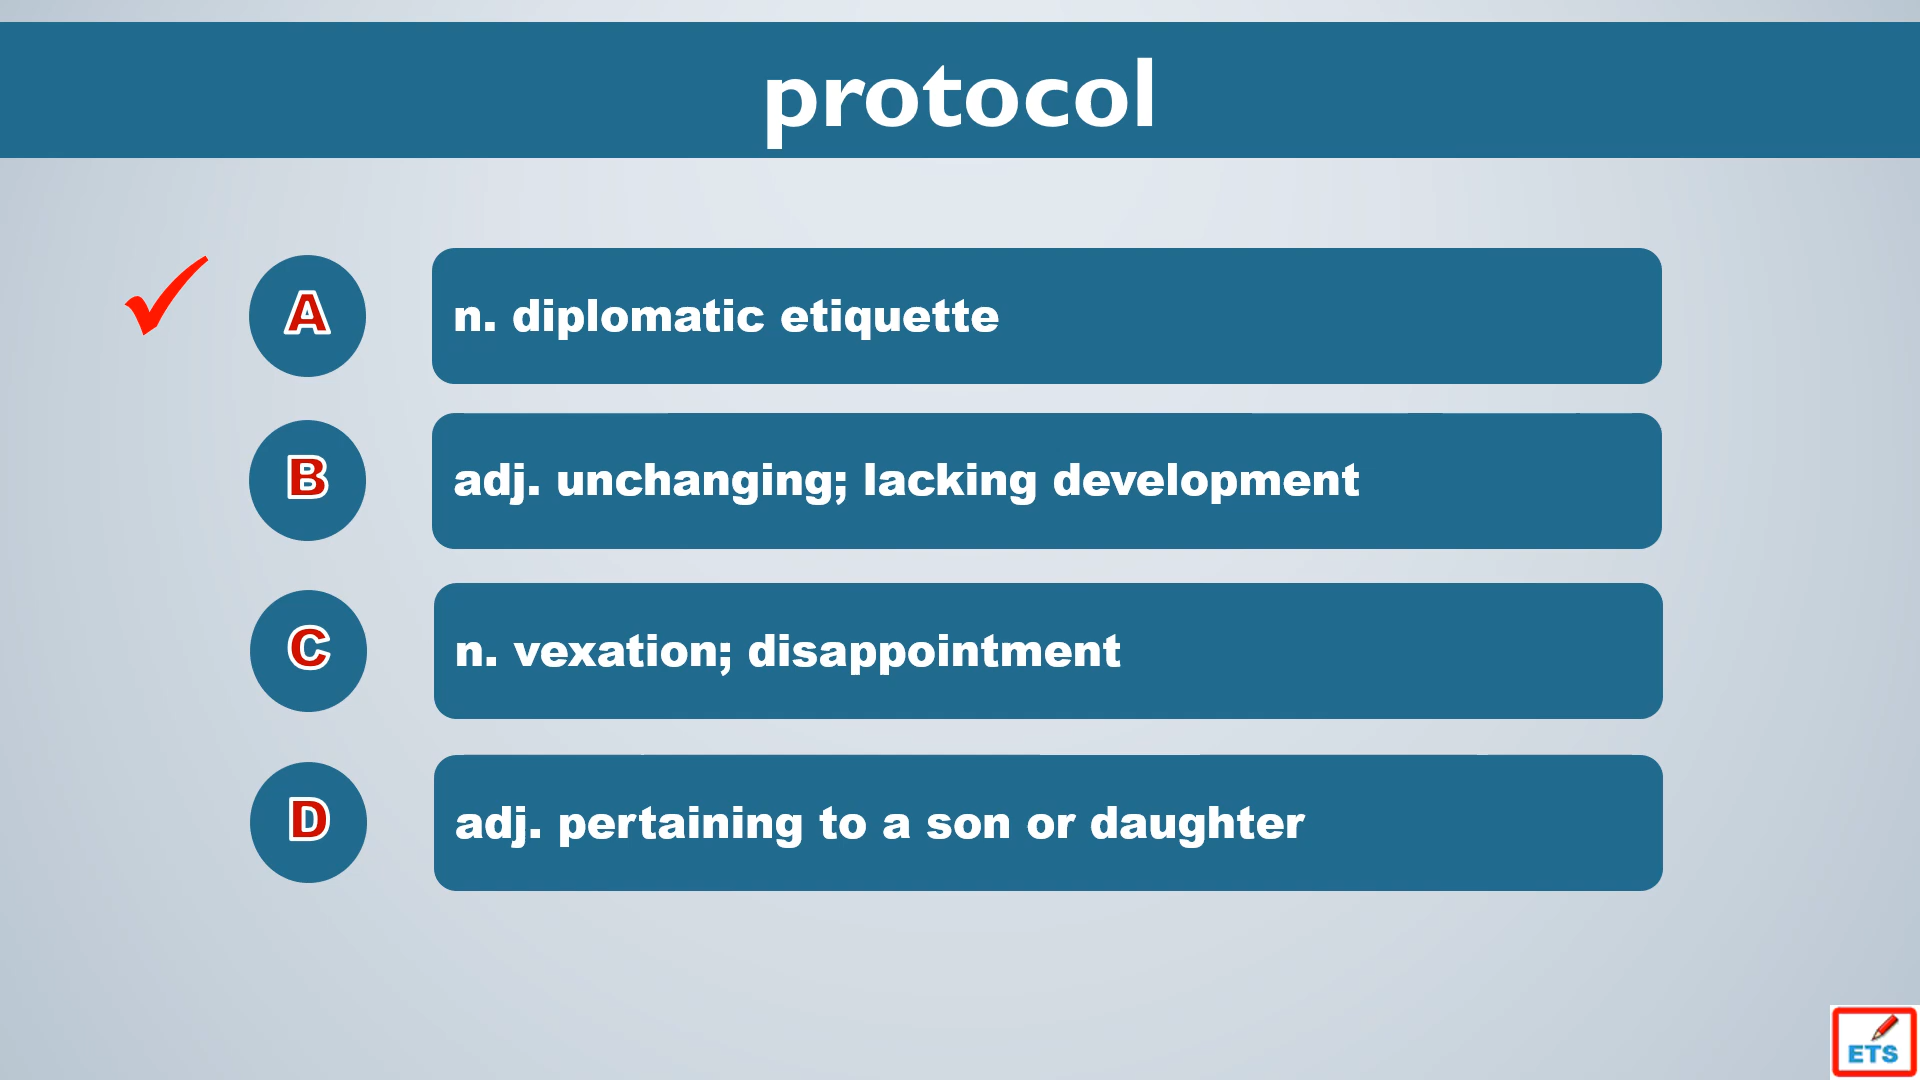 protocol
A
n. diplomatic etiquette
B
adj. unchanging; lacking development
C
n. vexation; disappointment
D
adj. pertaining to a son or daughter
ETS